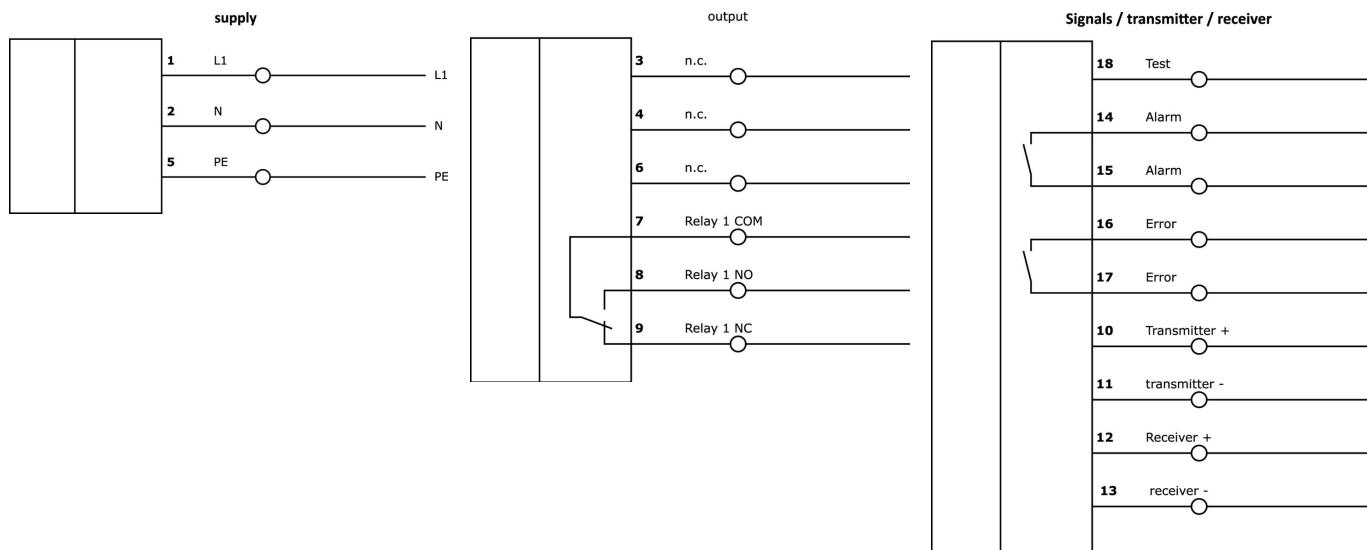 supply
1 L1 L1
2 N N
5 PE PE
output
3 n.c.
4 n.c.
6 n.c.
7 Relay 1 COM
8 Relay 1 NO
9 Relay 1 NC
Signals / transmitter / receiver
18 Test
14 Alarm
15 Alarm
16 Error
17 Error
10 Transmitter +
11 transmitter -
12 Receiver +
13 receiver -